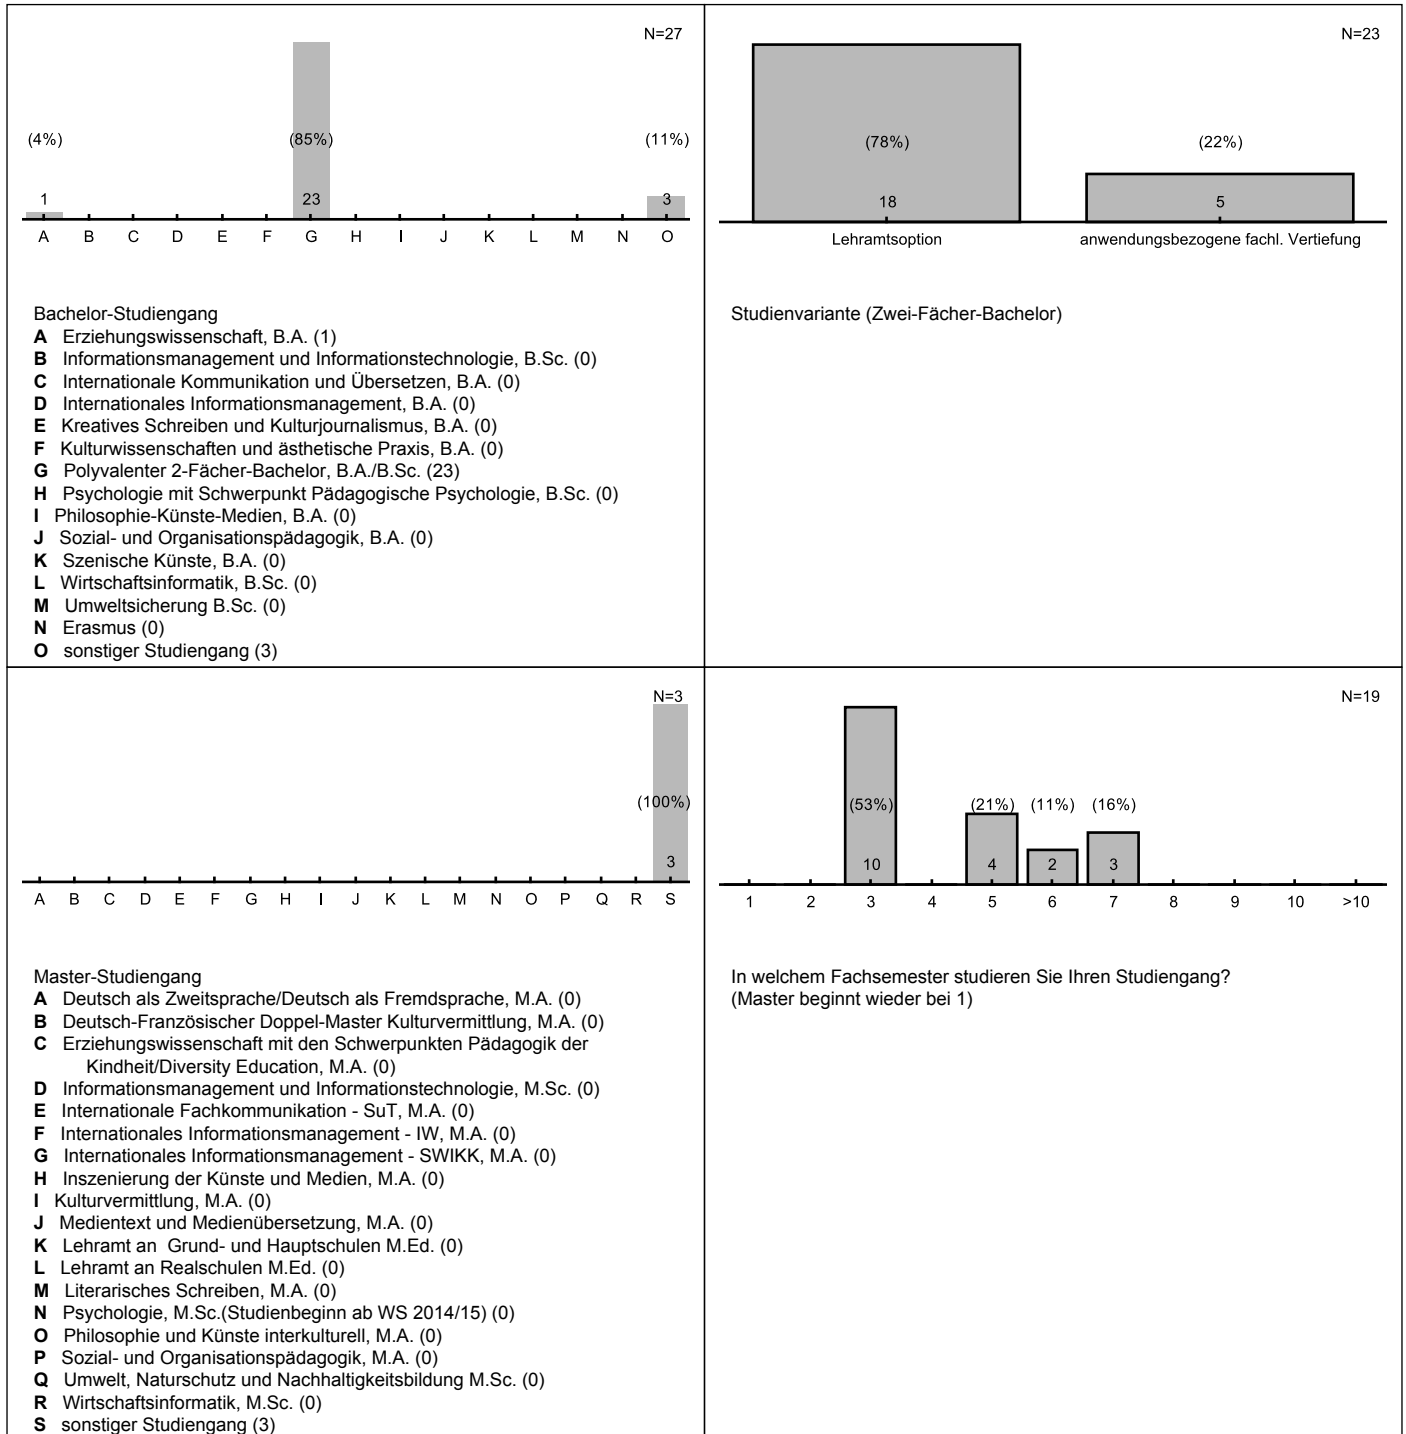 N=27
(4%)
(85%)
(11%)
1
23
3
A B C D E F G H I J K L M N O
Bachelor-Studiengang
A Erziehungswissenschaft, B.A. (1)
B Informationsmanagement und Informationstechnologie, B.Sc. (0)
C Internationale Kommunikation und Übersetzen, B.A. (0)
D Internationales Informationsmanagement, B.A. (0)
E Kreatives Schreiben und Kulturjournalismus, B.A. (0)
F Kulturwissenschaften und ästhetische Praxis, B.A. (0)
G Polyvalenter 2-Fächer-Bachelor, B.A./B.Sc. (23)
H Psychologie mit Schwerpunkt Pädagogische Psychologie, B.Sc. (0)
I Philosophie-Künste-Medien, B.A. (0)
J Sozial- und Organisationspädagogik, B.A. (0)
K Szenische Künste, B.A. (0)
L Wirtschaftsinformatik, B.Sc. (0)
M Umweltsicherung B.Sc. (0)
N Erasmus (0)
O sonstiger Studiengang (3)
N=23
(78%)
(22%)
18
5
Lehramtsoption
anwendungsbezogene fachl. Vertiefung
Studienvariante (Zwei-Fächer-Bachelor)
N=3
(100%)
3
A B C D E F G H I J K L M N O P Q R S
Master-Studiengang
A Deutsch als Zweitsprache/Deutsch als Fremdsprache, M.A. (0)
B Deutsch-Französischer Doppel-Master Kulturvermittlung, M.A. (0)
C Erziehungswissenschaft mit den Schwerpunkten Pädagogik der
Kindheit/Diversity Education, M.A. (0)
D Informationsmanagement und Informationstechnologie, M.Sc. (0)
E Internationale Fachkommunikation - SuT, M.A. (0)
F Internationales Informationsmanagement - IW, M.A. (0)
G Internationales Informationsmanagement - SWIKK, M.A. (0)
H Inszenierung der Künste und Medien, M.A. (0)
I Kulturvermittlung, M.A. (0)
J Medientext und Medienübersetzung, M.A. (0)
K Lehramt an Grund- und Hauptschulen M.Ed. (0)
L Lehramt an Realschulen M.Ed. (0)
M Literarisches Schreiben, M.A. (0)
N Psychologie, M.Sc.(Studienbeginn ab WS 2014/15) (0)
O Philosophie und Künste interkulturell, M.A. (0)
P Sozial- und Organisationspädagogik, M.A. (0)
Q Umwelt, Naturschutz und Nachhaltigkeitsbildung M.Sc. (0)
R Wirtschaftsinformatik, M.Sc. (0)
S sonstiger Studiengang (3)
N=19
(53%)
(21%)
(11%)
(16%)
10
4
2
3
1 2 3 4 5 6 7 8 9 10 >10
In welchem Fachsemester studieren Sie Ihren Studiengang?
(Master beginnt wieder bei 1)